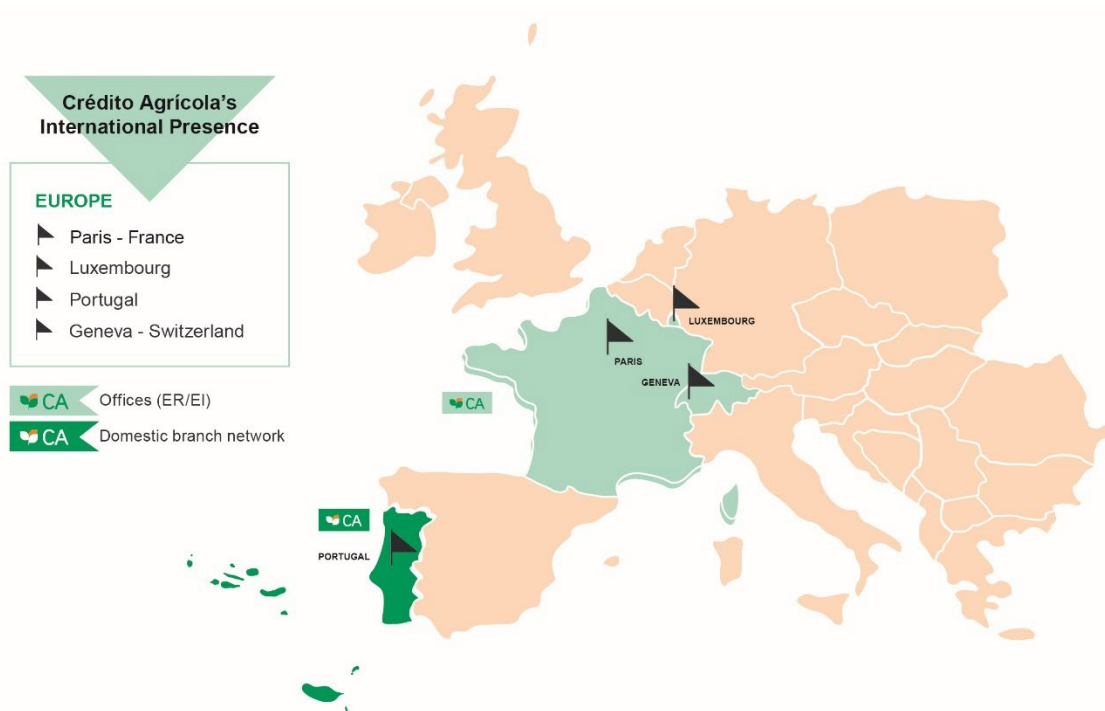 Crédito Agrícola's
International Presence
EUROPE
Paris - France
Luxembourg
Portugal
Geneva - Switzerland
CA Offices (ER/EI)
CA Domestic branch network
LUXEMBOURG
PARIS
GENEVA
CA
CA
PORTUGAL